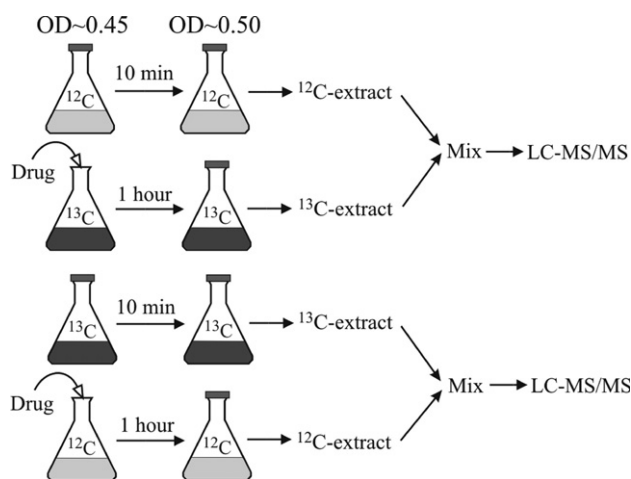 OD~0.45 OD~0.50
10 min
¹²C ¹²C ¹²C-extract
Drug Mix LC-MS/MS
1 hour
¹³C ¹³C ¹³C-extract
10 min
¹³C ¹³C ¹³C-extract
Drug Mix LC-MS/MS
1 hour
¹²C ¹²C ¹²C-extract